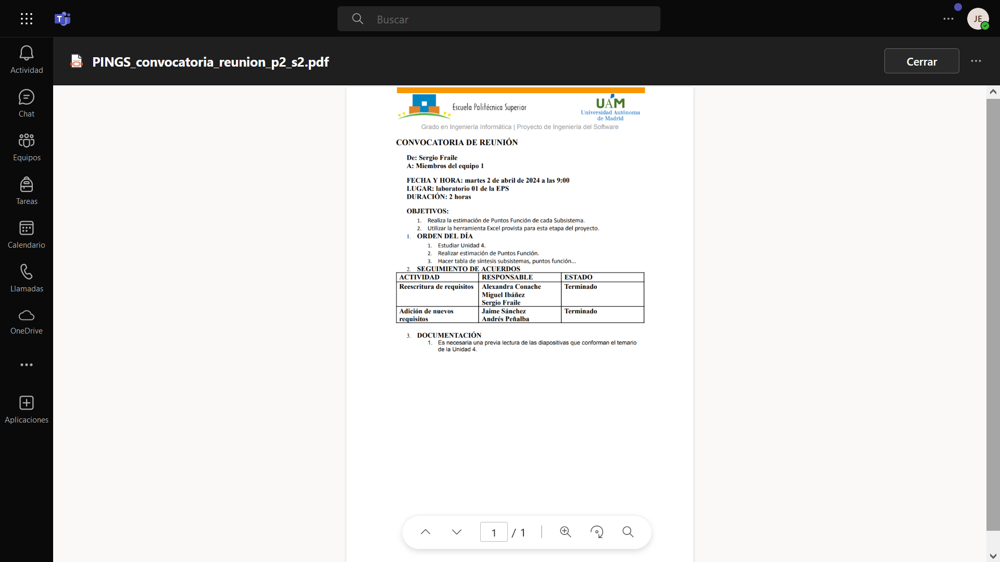 Buscar
JE
Actividad
Chat
Equipos
Tareas
Calendario
Llamadas
OneDrive
Aplicaciones
PINGS_convocatoria_reunion_p2_s2.pdf
Cerrar
Escuela Politécnica Superior
UAM
Universidad Autónoma
de Madrid
Grado en Ingeniería Informática | Proyecto de Ingeniería del Software
CONVOCATORIA DE REUNIÓN
De: Sergio Fraile
A: Miembros del equipo 1
FECHA Y HORA: martes 2 de abril de 2024 a las 9:00
LUGAR: laboratorio 01 de la EPS
DURACIÓN: 2 horas
OBJETIVOS:
1. Realiza la estimación de Puntos Función de cada Subsistema.
2. Utilizar la herramienta Excel provista para esta etapa del proyecto.
1. ORDEN DEL DÍA
1. Estudiar Unidad 4.
2. Realizar estimación de Puntos Función.
3. Hacer tabla de síntesis subsistemas, puntos función...
2. SEGUIMIENTO DE ACUERDOS
ACTIVIDAD RESPONSABLE ESTADO
Reescritura de requisitos Alexandra Conache Terminado
Miguel Ibáñez
Sergio Fraile
Adición de nuevos Jaime Sánchez Terminado
requisitos Andrés Peñalba
3. DOCUMENTACIÓN
1. Es necesaria una previa lectura de las diapositivas que conforman el temario
de la Unidad 4.
1 / 1